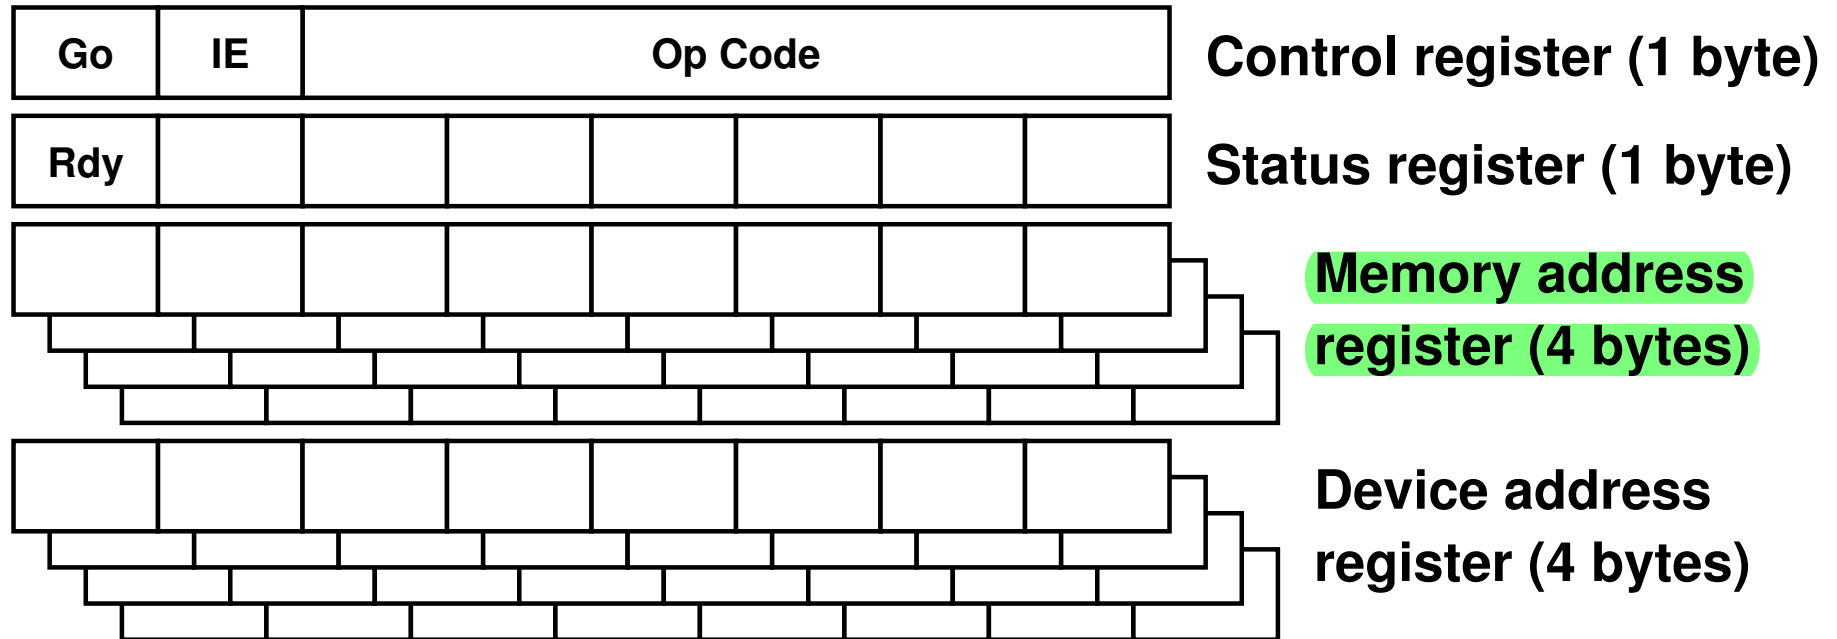 Go IE Op Code Control register (1 byte)
Rdy Status register (1 byte)
Memory address
register (4 bytes)
Device address
register (4 bytes)